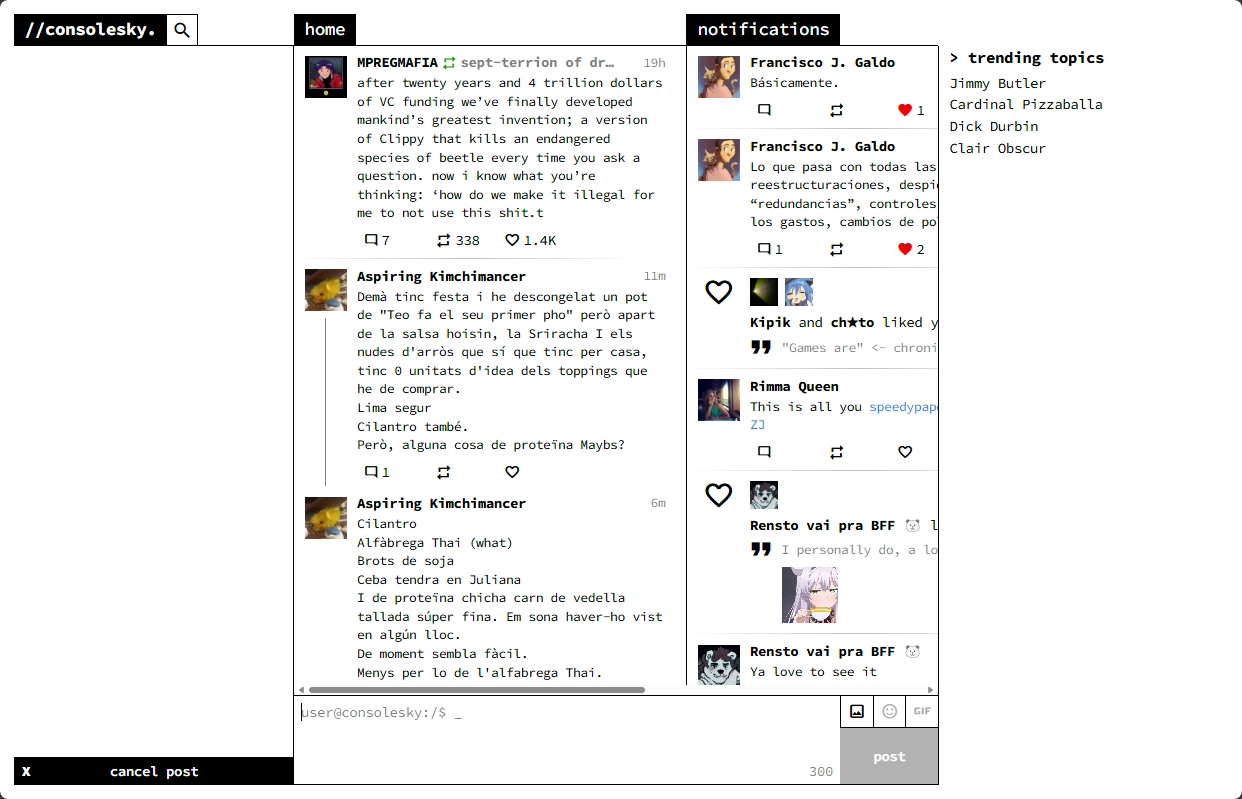 //consolesky.
home
MPREGMAFIA sept-terrion of dr… 19h
after twenty years and 4 trillion dollars
of VC funding we’ve finally developed
mankind’s greatest invention; a version
of Clippy that kills an endangered
species of beetle every time you ask a
question. now i know what you’re
thinking: ‘how do we make it illegal for
me to not use this shit.t
7 338 1.4K
Aspiring Kimchimancer 11m
Demà tinc festa i he descongelat un pot
de "Teo fa el seu primer pho" però apart
de la salsa hoisin, la Sriracha I els
nudes d'arròs que sí que tinc per casa,
tinc 0 unitats d'idea dels toppings que
he de comprar.
Lima segur
Cilantro també.
Però, alguna cosa de proteïna Maybs?
1
Aspiring Kimchimancer 6m
Cilantro
Alfàbrega Thai (what)
Brots de soja
Ceba tendra en Juliana
I de proteïna chicha carn de vedella
tallada súper fina. Em sona haver-ho vist
en algún lloc.
De moment sembla fàcil.
Menys per lo de l'alfabrega Thai.
notifications
Francisco J. Galdo
Básicamente.
1
Francisco J. Galdo
Lo que pasa con todas las
reestructuraciones, despi
“redundancias”, controles
los gastos, cambios de po
1 2
Kipik and ch★to liked y
"Games are" <- chroni
Rimma Queen
This is all you speedypap
ZJ
Rensto vai pra BFF 🐻‍❄️ l
I personally do, a lo
Rensto vai pra BFF 🐻‍❄️
Ya love to see it
> trending topics
Jimmy Butler
Cardinal Pizzaballa
Dick Durbin
Clair Obscur
user@consolesky:/$ _
GIF
300
post
X cancel post